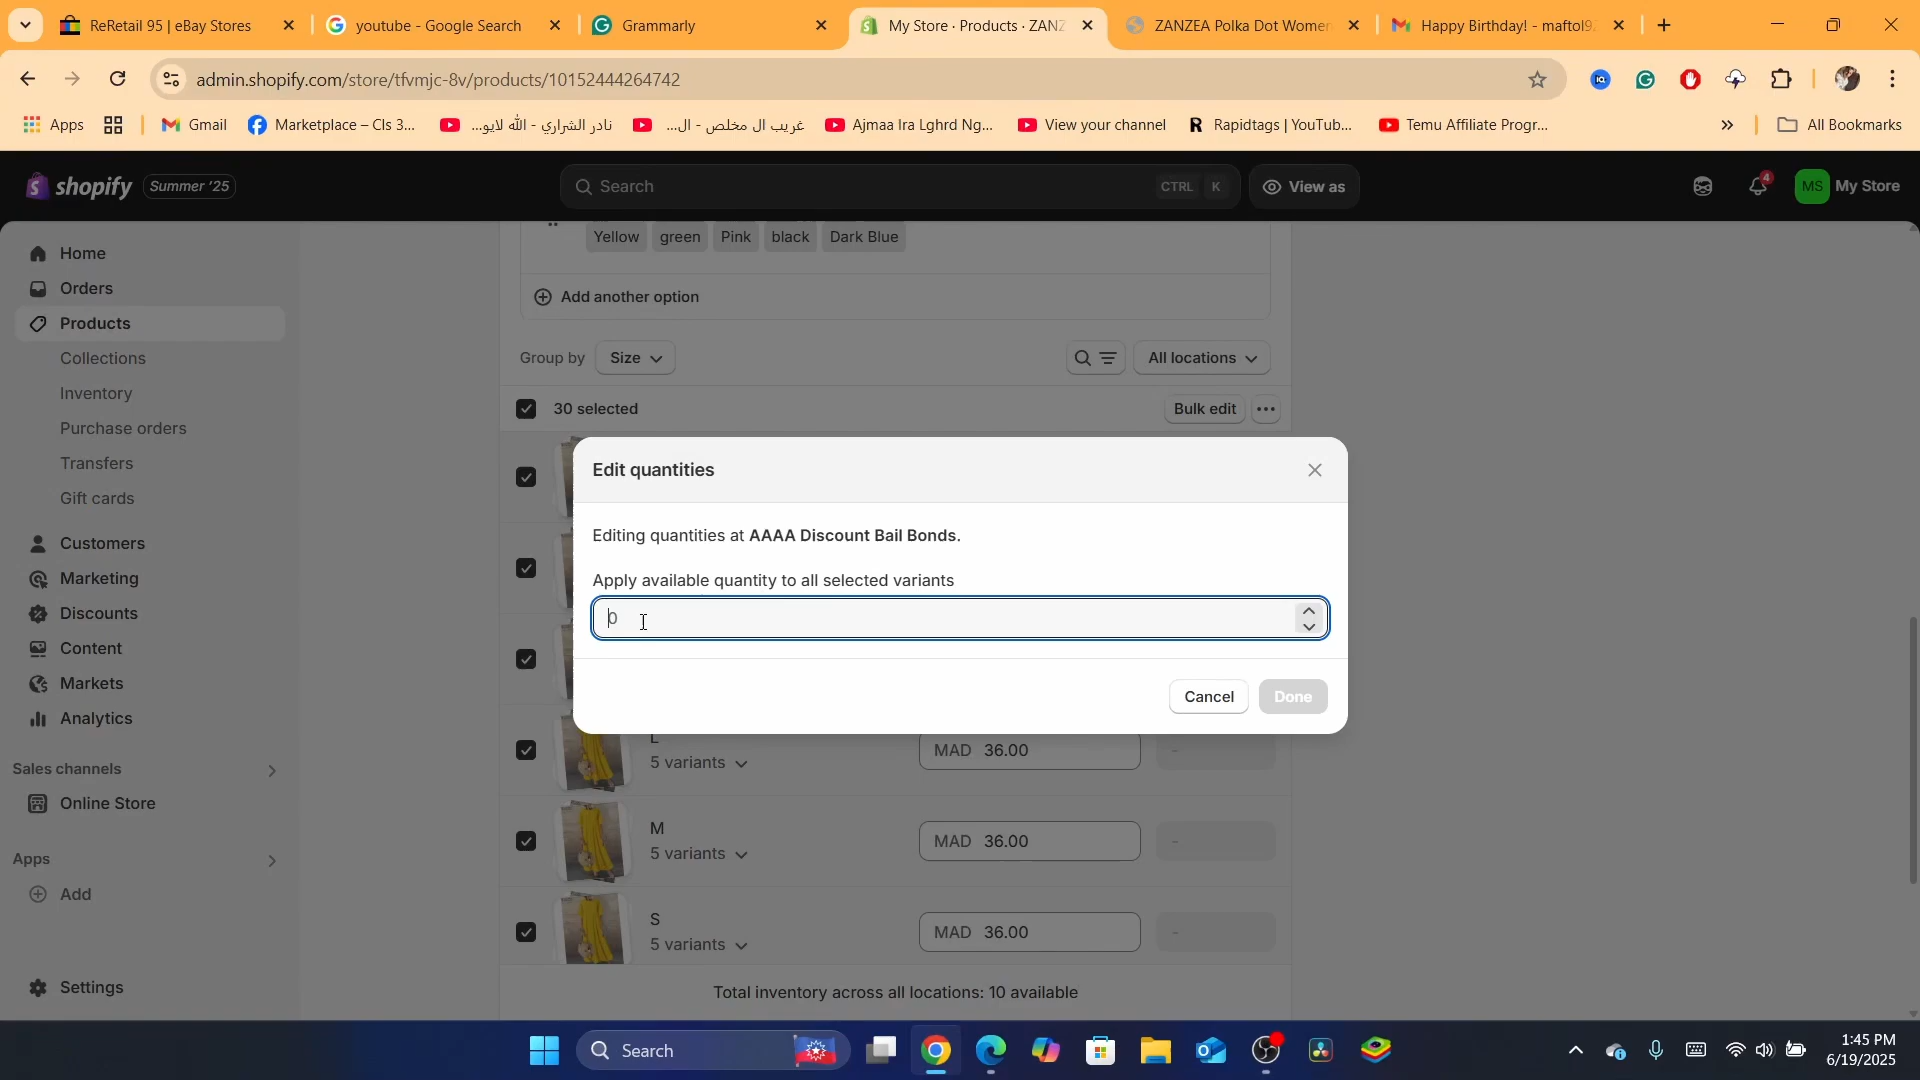 ReRetail 95 | eBay Stores
youtube - Google Search
Grammarly
My Store · Products · ZANZ
ZANZEA Polka Dot Women
Happy Birthday! - maftol9
admin.shopify.com/store/tfvmjc-8v/products/10152444264742
Apps
Gmail
Marketplace – Cls 3...
نادر الشراري - الله لايو...
غريب ال مخلص - ال...
Ajmaa Ira Lghrd Ng...
View your channel
Rapidtags | YouTub...
Temu Affiliate Progr...
All Bookmarks
shopify
Summer '25
Search
CTRL K
View as
4
MS
My Store
Home
Orders
Products
Collections
Inventory
Purchase orders
Transfers
Gift cards
Customers
Marketing
Discounts
Content
Markets
Analytics
Sales channels
Online Store
Apps
Add
Settings
Yellow
green
Pink
black
Dark Blue
Add another option
Group by
Size
All locations
30 selected
Bulk edit
Edit quantities
Editing quantities at AAAA Discount Bail Bonds.
Apply available quantity to all selected variants
0
Cancel
Done
L
5 variants
MAD 36.00
-
M
5 variants
MAD 36.00
-
S
5 variants
MAD 36.00
-
Total inventory across all locations: 10 available
Search
1:45 PM
6/19/2025